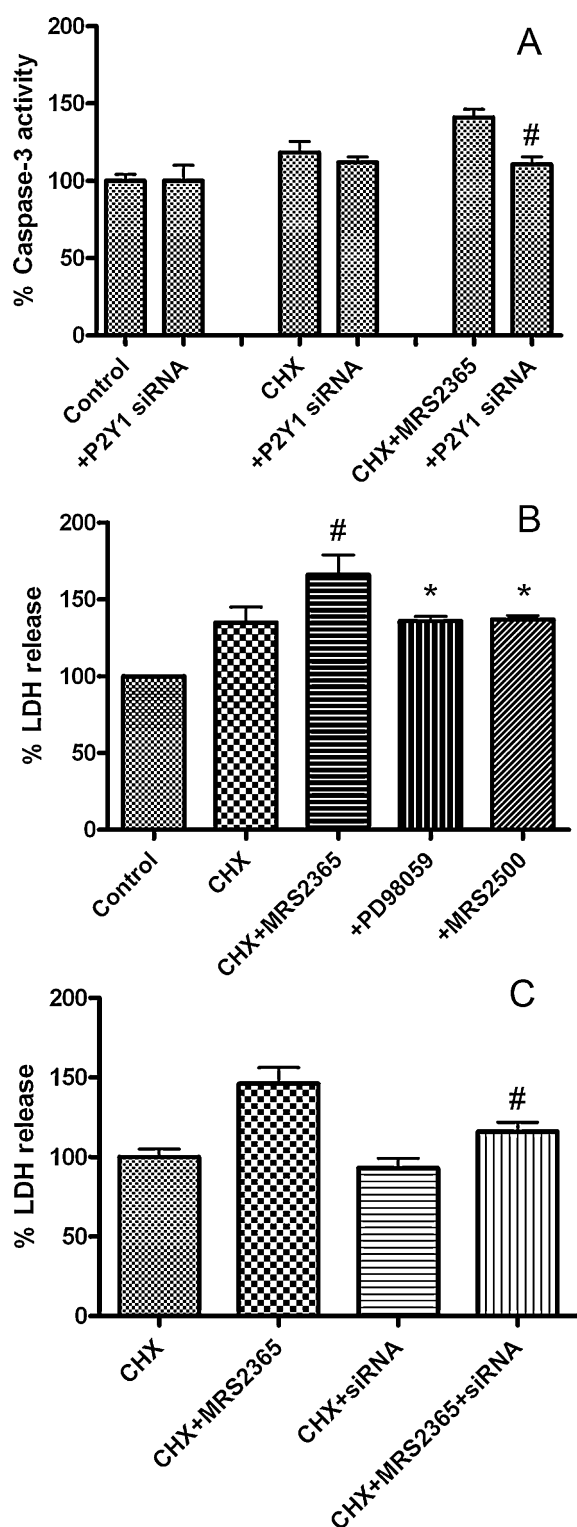 A
% Caspase-3 activity
200
150
100
50
0
#
Control
+P2Y1 siRNA
CHX
+P2Y1 siRNA
CHX+MRS2365
+P2Y1 siRNA
B
% LDH release
200
150
100
50
0
#
*
*
Control
CHX
CHX+MRS2365
+PD98059
+MRS2500
C
% LDH release
200
150
100
50
0
#
CHX
CHX+MRS2365
CHX+siRNA
CHX+MRS2365+siRNA